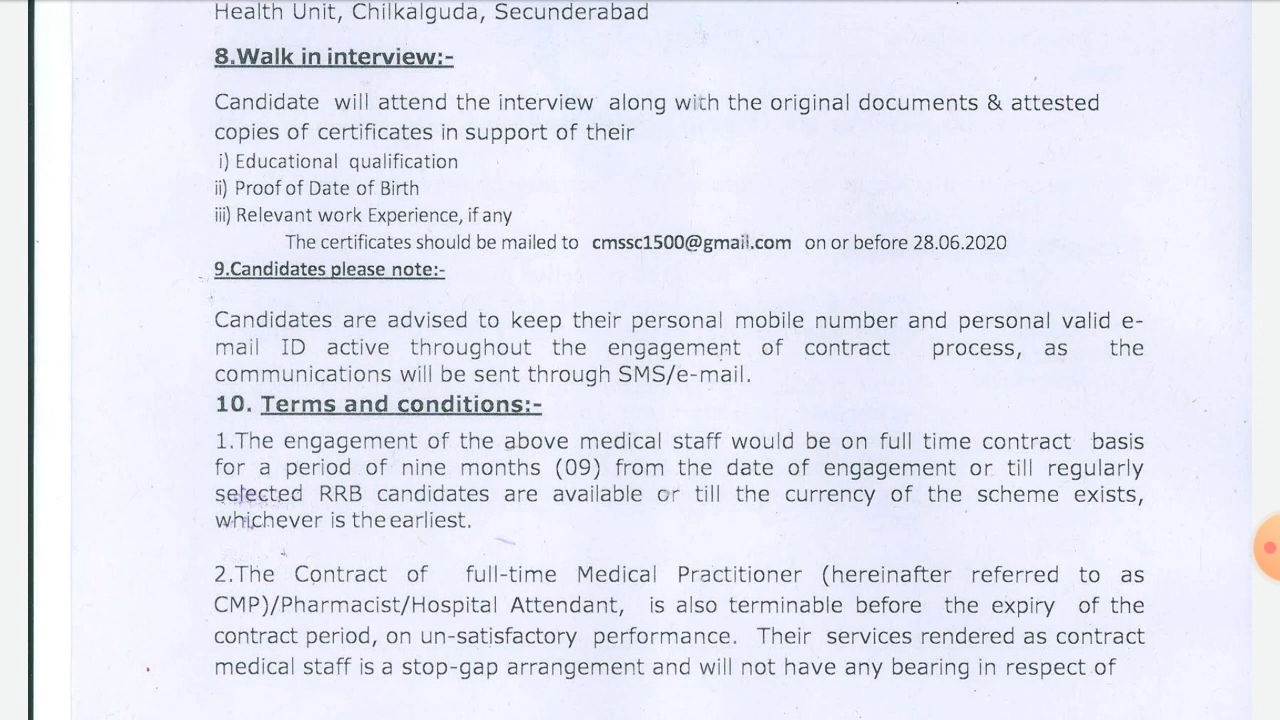 Health Unit, Chilkalguda, Secunderabad
8.Walk in interview:-
Candidate will attend the interview along with the original documents & attested
copies of certificates in support of their
i) Educational qualification
ii) Proof of Date of Birth
iii) Relevant work Experience, if any
The certificates should be mailed to cmssc1500@gmail.com on or before 28.06.2020
9.Candidates please note:-
Candidates are advised to keep their personal mobile number and personal valid e-
mail ID active throughout the engagement of contract process, as the
communications will be sent through SMS/e-mail.
10. Terms and conditions:-
1.The engagement of the above medical staff would be on full time contract basis
for a period of nine months (09) from the date of engagement or till regularly
selected RRB candidates are available or till the currency of the scheme exists,
whichever is the earliest.
2.The Contract of full-time Medical Practitioner (hereinafter referred to as
CMP)/Pharmacist/Hospital Attendant, is also terminable before the expiry of the
contract period, on un-satisfactory performance. Their services rendered as contract
medical staff is a stop-gap arrangement and will not have any bearing in respect of